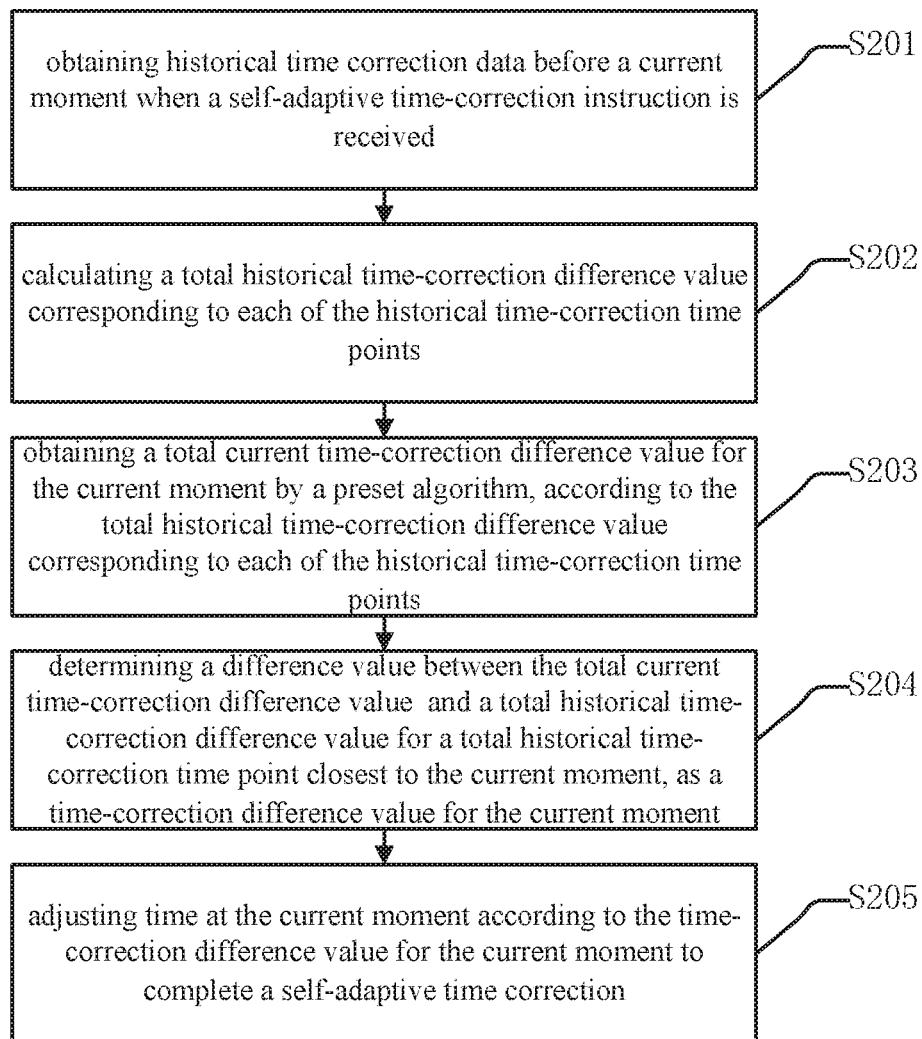 obtaining historical time correction data before a current
moment when a self-adaptive time-correction instruction is
received
S201
calculating a total historical time-correction difference value
corresponding to each of the historical time-correction time
points
S202
obtaining a total current time-correction difference value for
the current moment by a preset algorithm, according to the
total historical time-correction difference value
corresponding to each of the historical time-correction time
points
S203
determining a difference value between the total current
time-correction difference value and a total historical time-
correction difference value for a total historical time-
correction time point closest to the current moment, as a
time-correction difference value for the current moment
S204
adjusting time at the current moment according to the time-
correction difference value for the current moment to
complete a self-adaptive time correction
S205